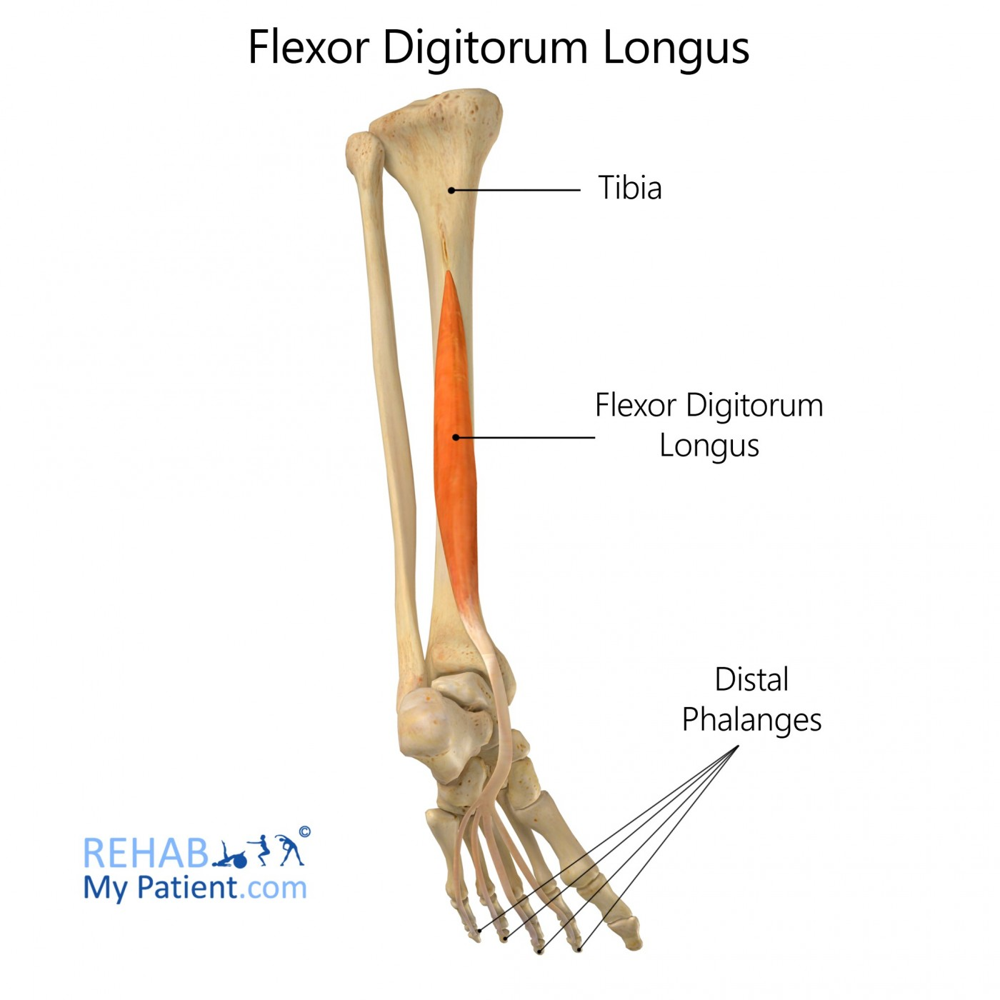 Flexor Digitorum Longus
Tibia
Flexor Digitorum
Longus
Distal
Phalanges
REHAB ©
My Patient.com